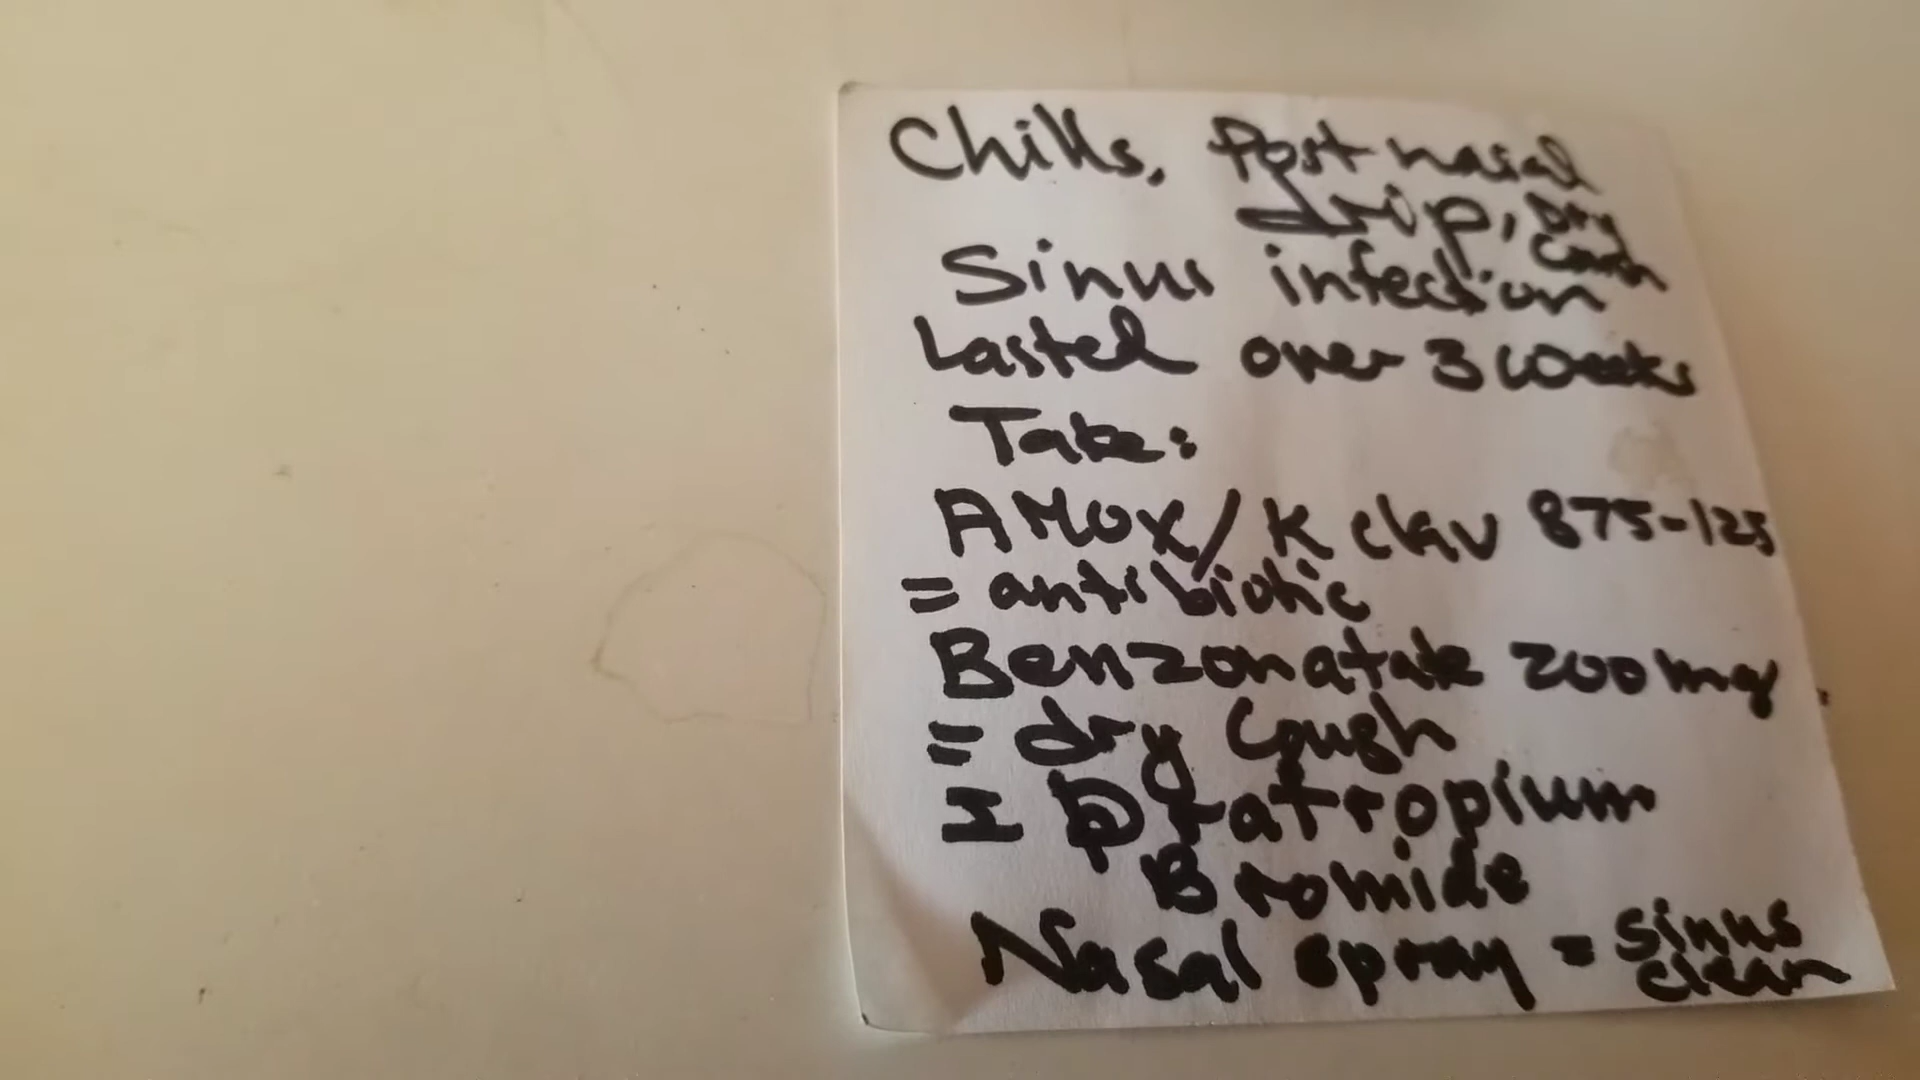 Chills, Post nasal
drip, Dry
Cough
Sinus infection
Lasted over 3 weeks
Take:
AMOX/K clav 875-125
= antibiotic
Benzonatate 200mg
= dry Cough
Ipratropium
Bromide
Nasal spray = sinus
clean